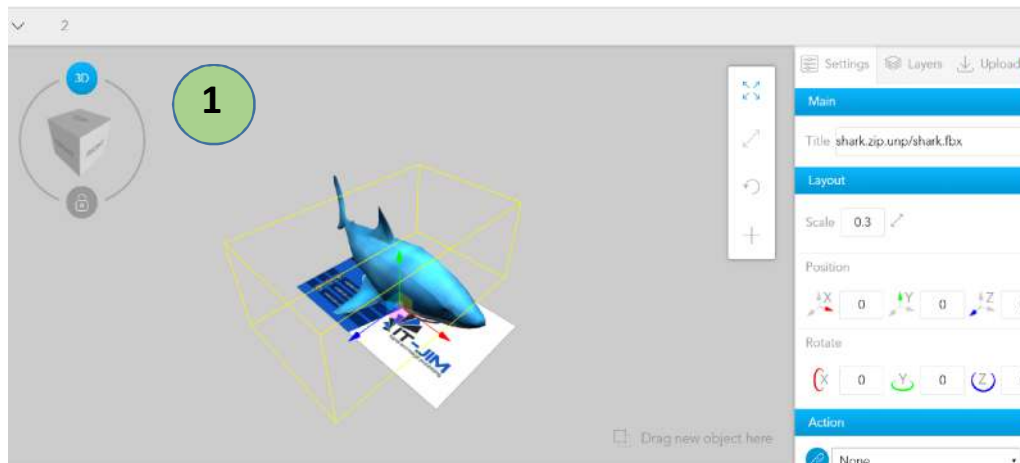 2
3D
1
Settings Layers Upload
Main
Title shark.zip.unp/shark.fbx
Layout
Scale 0.3
Position
X 0 Y 0 Z
Rotate
X 0 Y 0 Z
Action
None
Drag new object here
IT-JIM